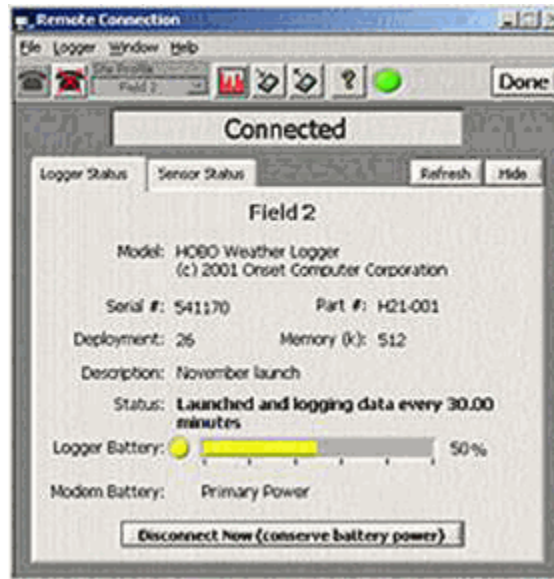 Remote Connection
File Logger Window Help
Site Profile
Field 2
? Done
Connected
Logger Status Sensor Status Refresh Hide
Field 2
Model: HOBO Weather Logger
(c) 2001 Onset Computer Corporation
Serial #: 541170 Part #: H21-001
Deployment: 26 Memory (k): 512
Description: November launch
Status: Launched and logging data every 30.00
minutes
Logger Battery: 50%
Modem Battery: Primary Power
Disconnect Now (conserve battery power)